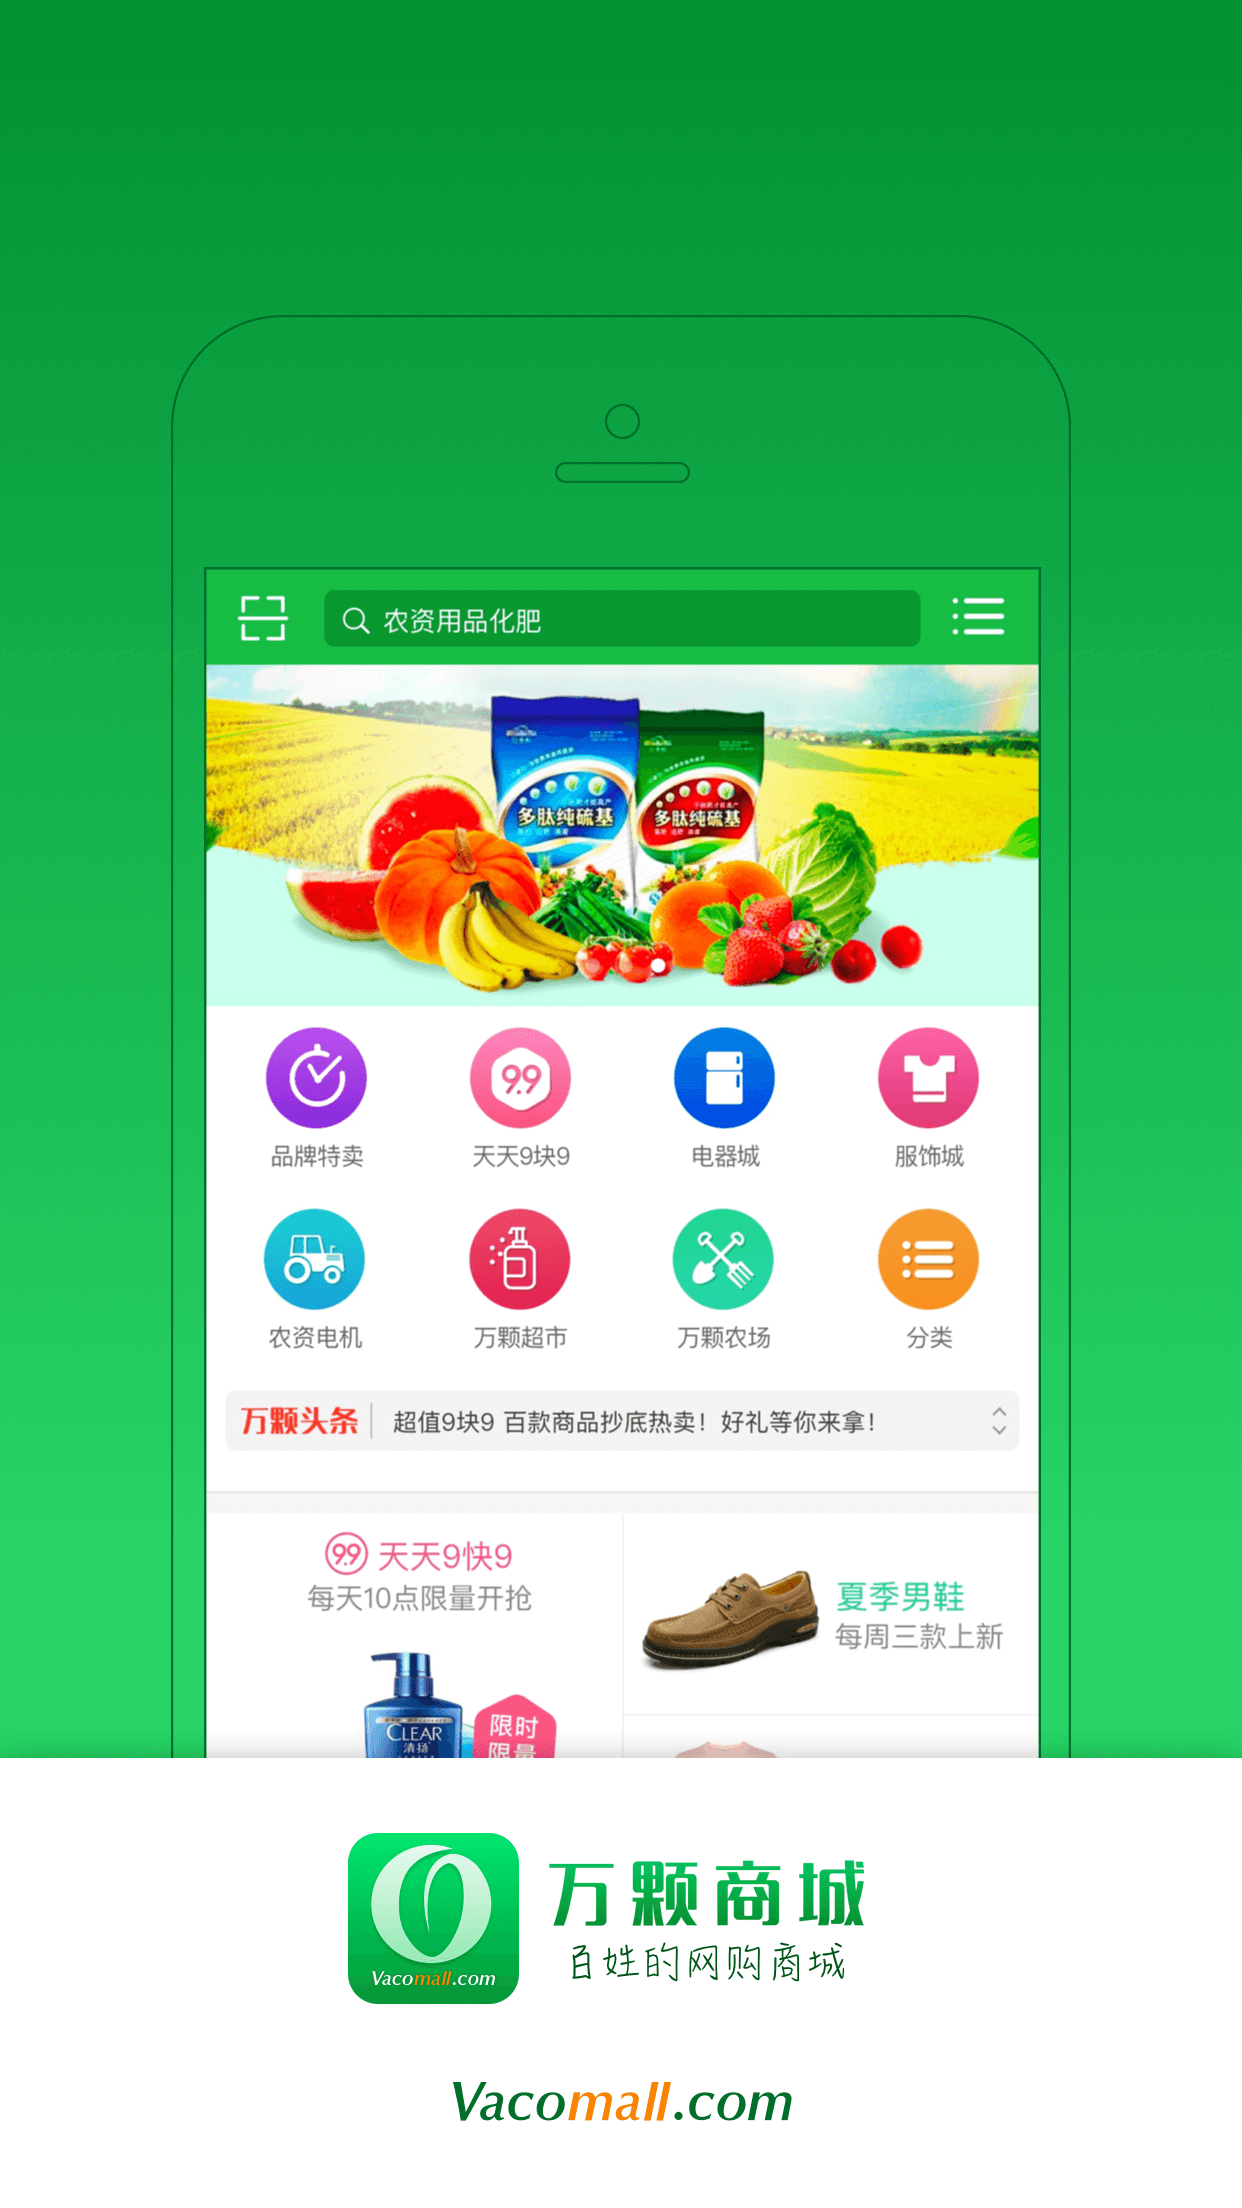 农资用品化肥
多肽纯硫基
多肽纯硫基
9.9
品牌特卖
天天9块9
电器城
服饰城
农资电机
万颗超市
万颗农场
分类
万颗头条
超值9块9 百款商品抄底热卖！好礼等你来拿！
9.9 天天9快9
每天10点限量开抢
夏季男鞋
每周三款上新
CLEAR
清扬
限时
限量
万颗商城
百姓的网购商城
Vacomall.com
Vacomall.com